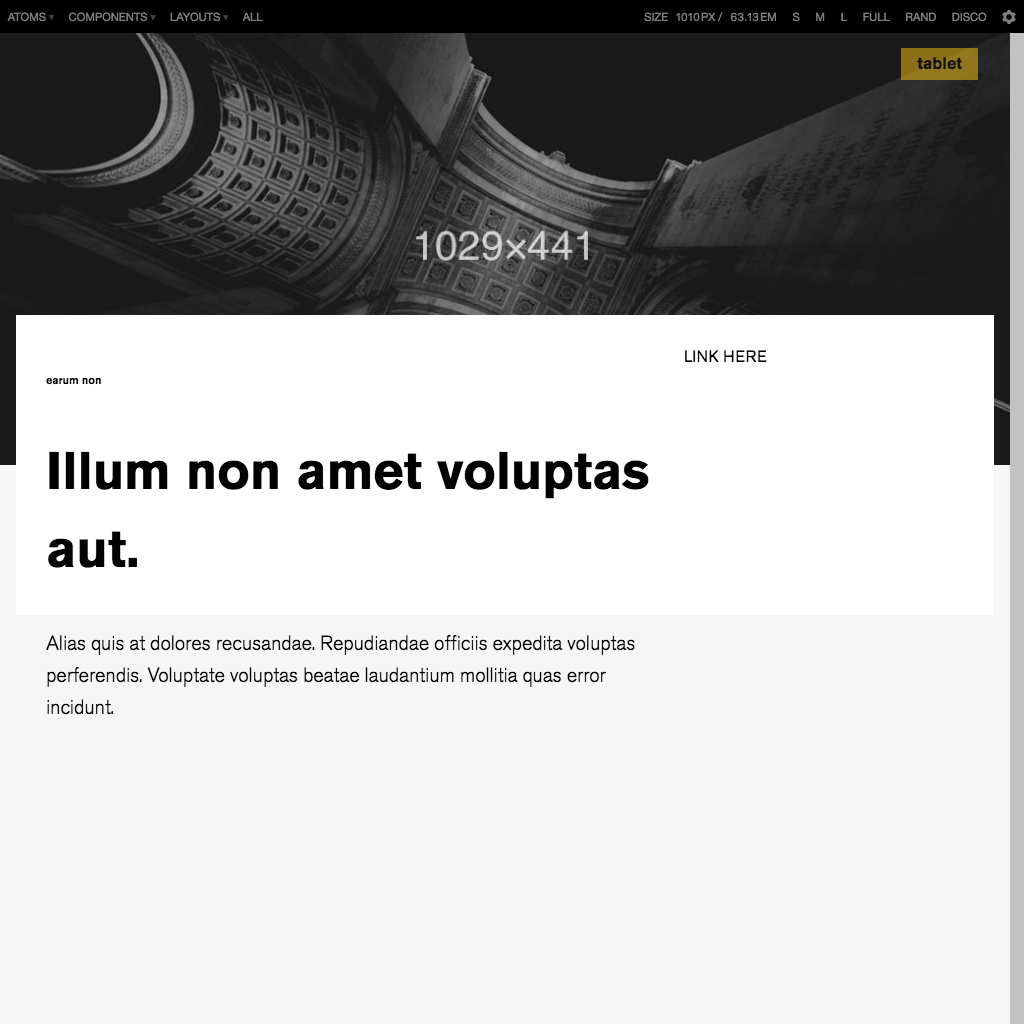 ATOMS ▾ COMPONENTS ▾ LAYOUTS ▾ ALL SIZE 1010PX / 63.13EM S M L FULL RAND DISCO
tablet
1029×441
LINK HERE
earum non
Illum non amet voluptas
aut.
Alias quis at dolores recusandae. Repudiandae officiis expedita voluptas
perferendis. Voluptate voluptas beatae laudantium mollitia quas error
incidunt.